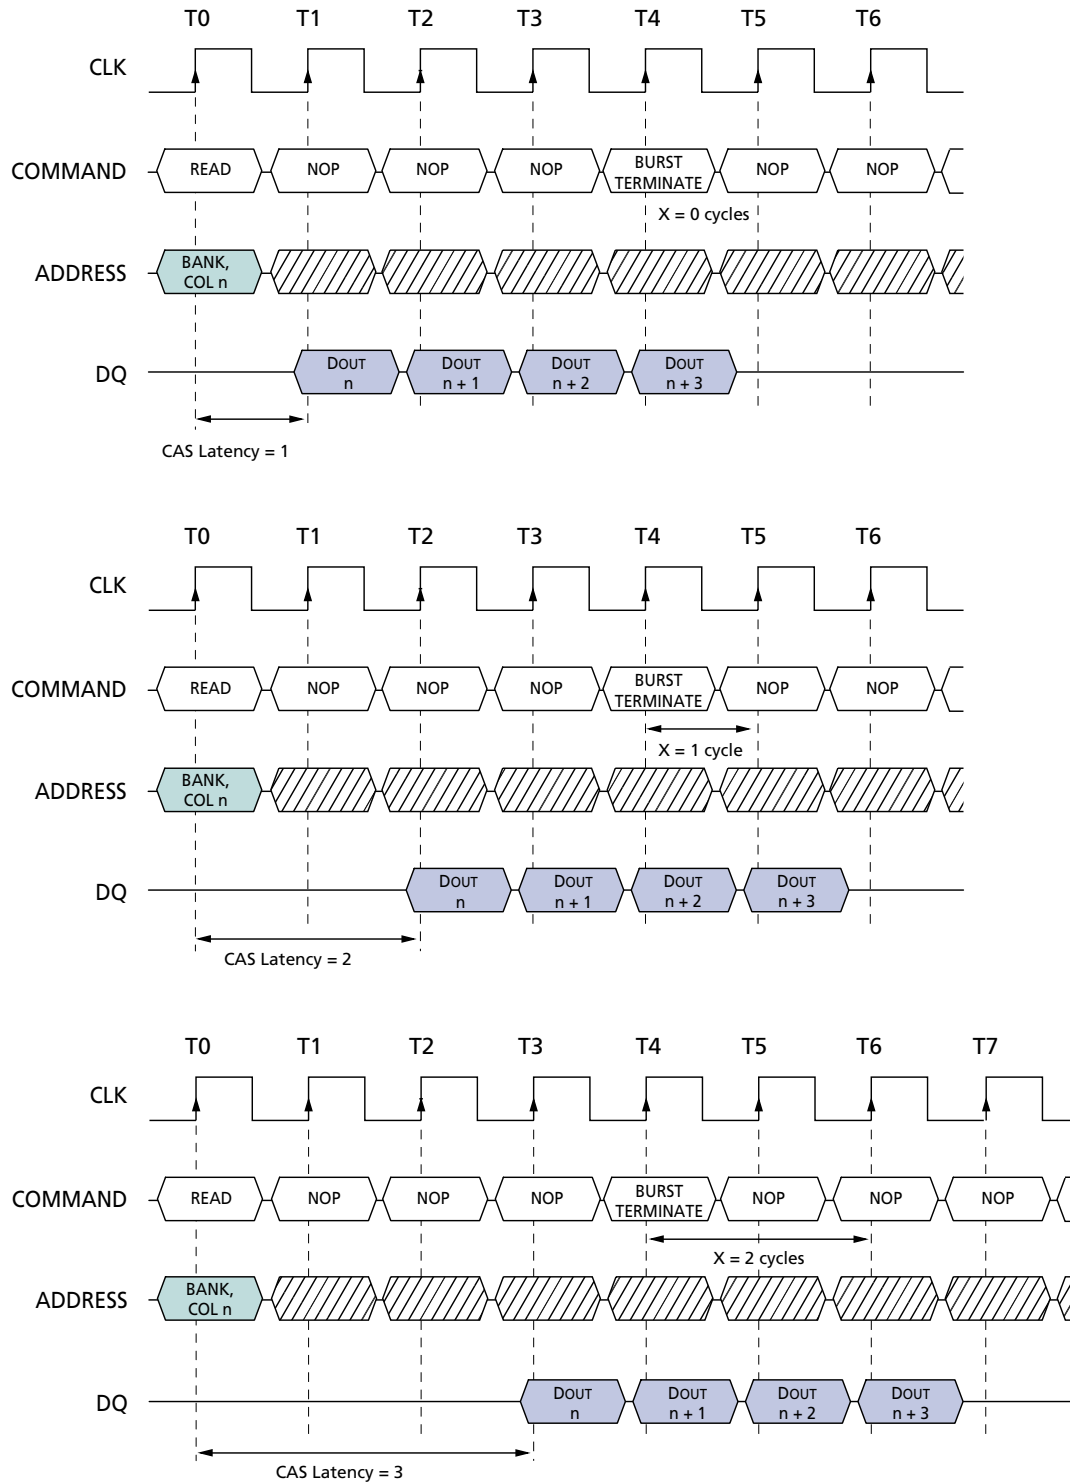 T0 T1 T2 T3 T4 T5 T6
CLK
COMMAND READ NOP NOP NOP BURST TERMINATE NOP NOP
X = 0 cycles
ADDRESS BANK, COL n
DQ DOUT n DOUT n + 1 DOUT n + 2 DOUT n + 3
CAS Latency = 1
T0 T1 T2 T3 T4 T5 T6
CLK
COMMAND READ NOP NOP NOP BURST TERMINATE NOP NOP
X = 1 cycle
ADDRESS BANK, COL n
DQ DOUT n DOUT n + 1 DOUT n + 2 DOUT n + 3
CAS Latency = 2
T0 T1 T2 T3 T4 T5 T6 T7
CLK
COMMAND READ NOP NOP NOP BURST TERMINATE NOP NOP NOP
X = 2 cycles
ADDRESS BANK, COL n
DQ DOUT n DOUT n + 1 DOUT n + 2 DOUT n + 3
CAS Latency = 3